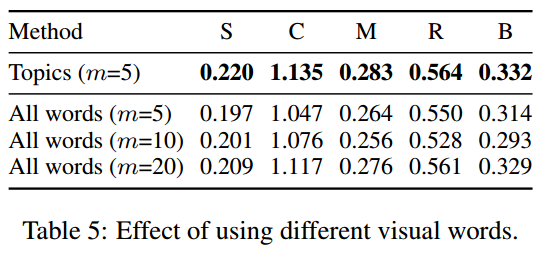 Method S C M R B
Topics (m=5) 0.220 1.135 0.283 0.564 0.332
All words (m=5) 0.197 1.047 0.264 0.550 0.314
All words (m=10) 0.201 1.076 0.256 0.528 0.293
All words (m=20) 0.209 1.117 0.276 0.561 0.329
Table 5: Effect of using different visual words.